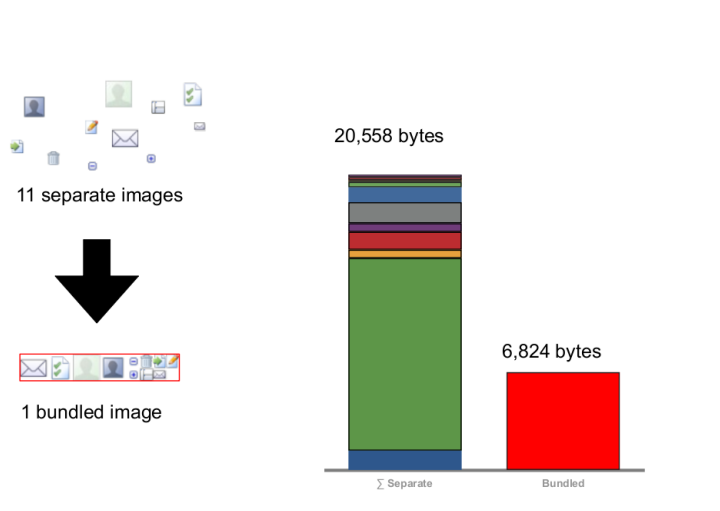 20,558 bytes
11 separate images
6,824 bytes
1 bundled image
∑ Separate
Bundled